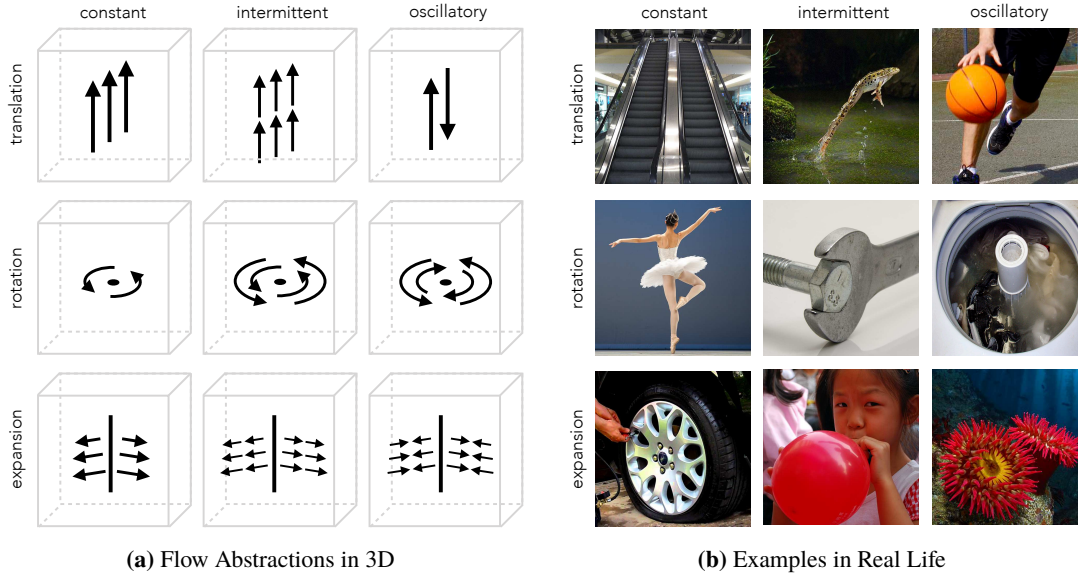 constant intermittent oscillatory
translation
rotation
expansion
(a) Flow Abstractions in 3D
constant intermittent oscillatory
translation
rotation
expansion
(b) Examples in Real Life